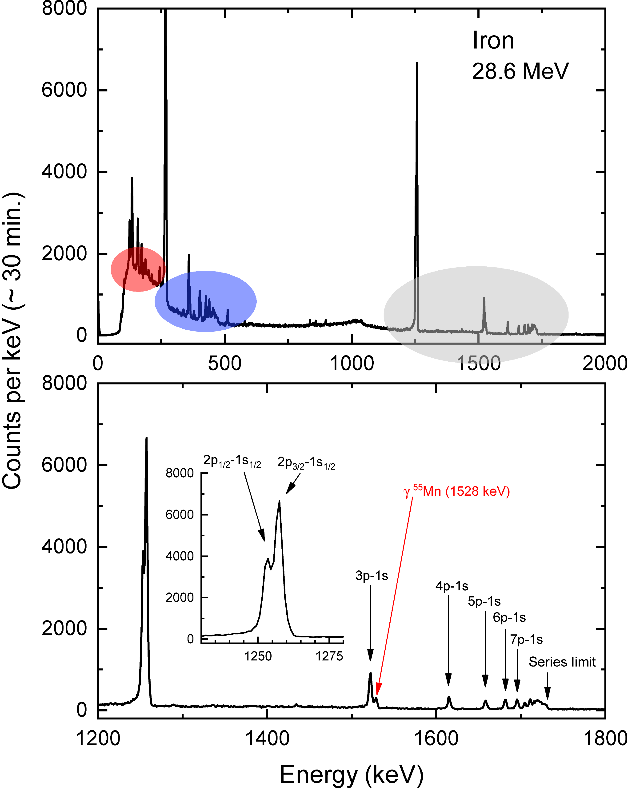 8000
Iron
28.6 MeV
6000
4000
2000
0
0
500
1000
1500
2000
Counts per keV (~ 30 min.)
8000
6000
4000
2000
0
2p1/2-1s1/2
2p3/2-1s1/2
8000
6000
4000
2000
0
1250
1275
γ 55Mn (1528 keV)
3p-1s
4p-1s
5p-1s
6p-1s
7p-1s
Series limit
1200
1400
1600
1800
Energy (keV)